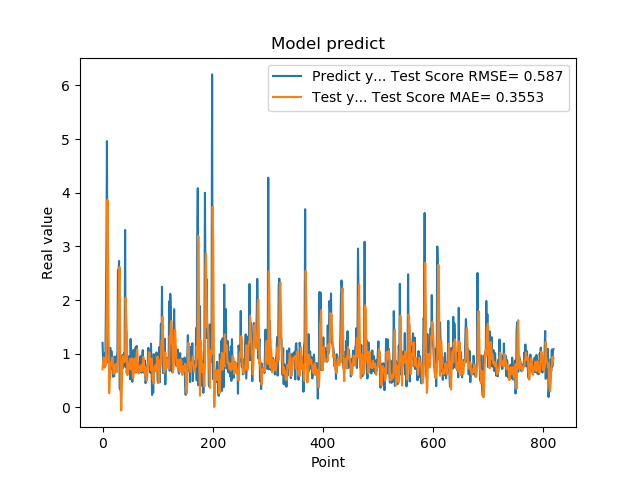 Model predict
Predict y... Test Score RMSE= 0.587
Test y... Test Score MAE= 0.3553
Real value
6
5
4
3
2
1
0
0 200 400 600 800
Point